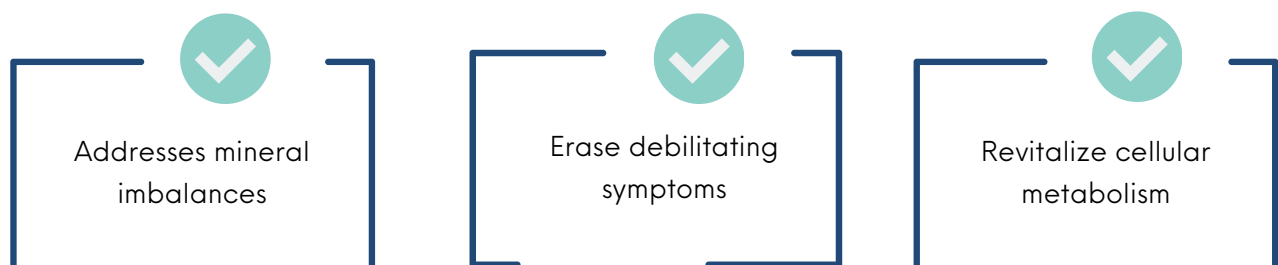 Addresses mineral
imbalances
Erase debilitating
symptoms
Revitalize cellular
metabolism